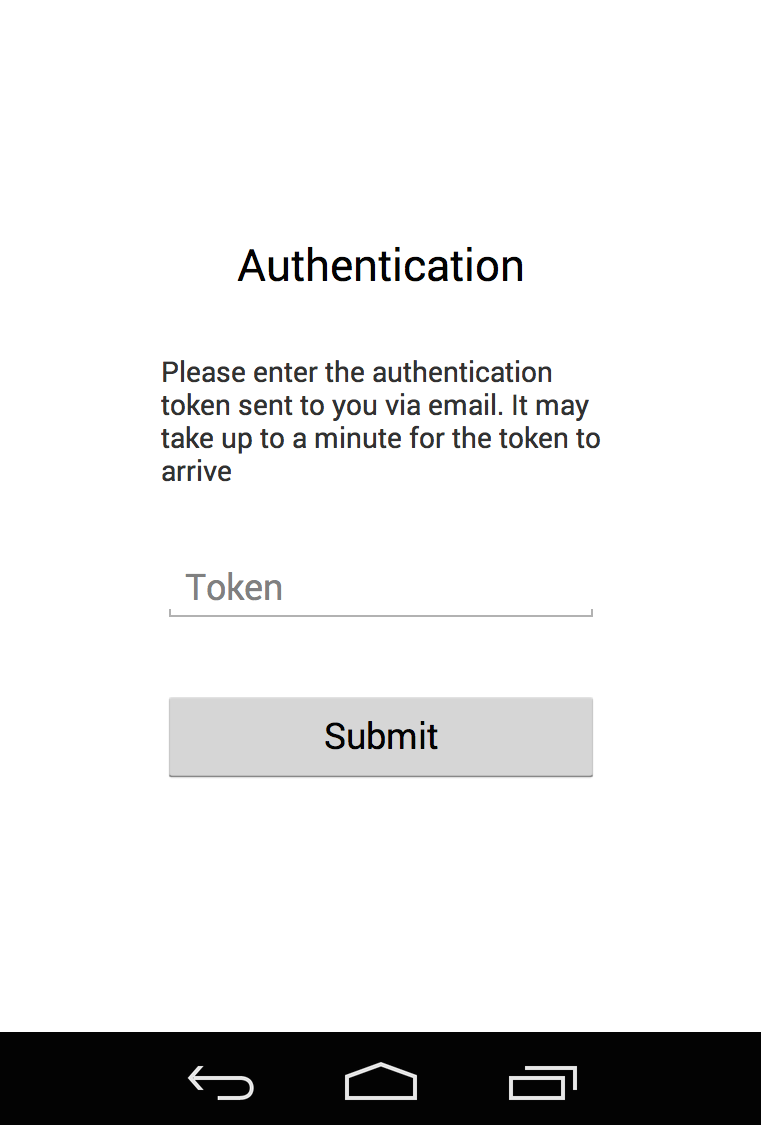 Authentication
Please enter the authentication
token sent to you via email. It may
take up to a minute for the token to
arrive
Token
Submit